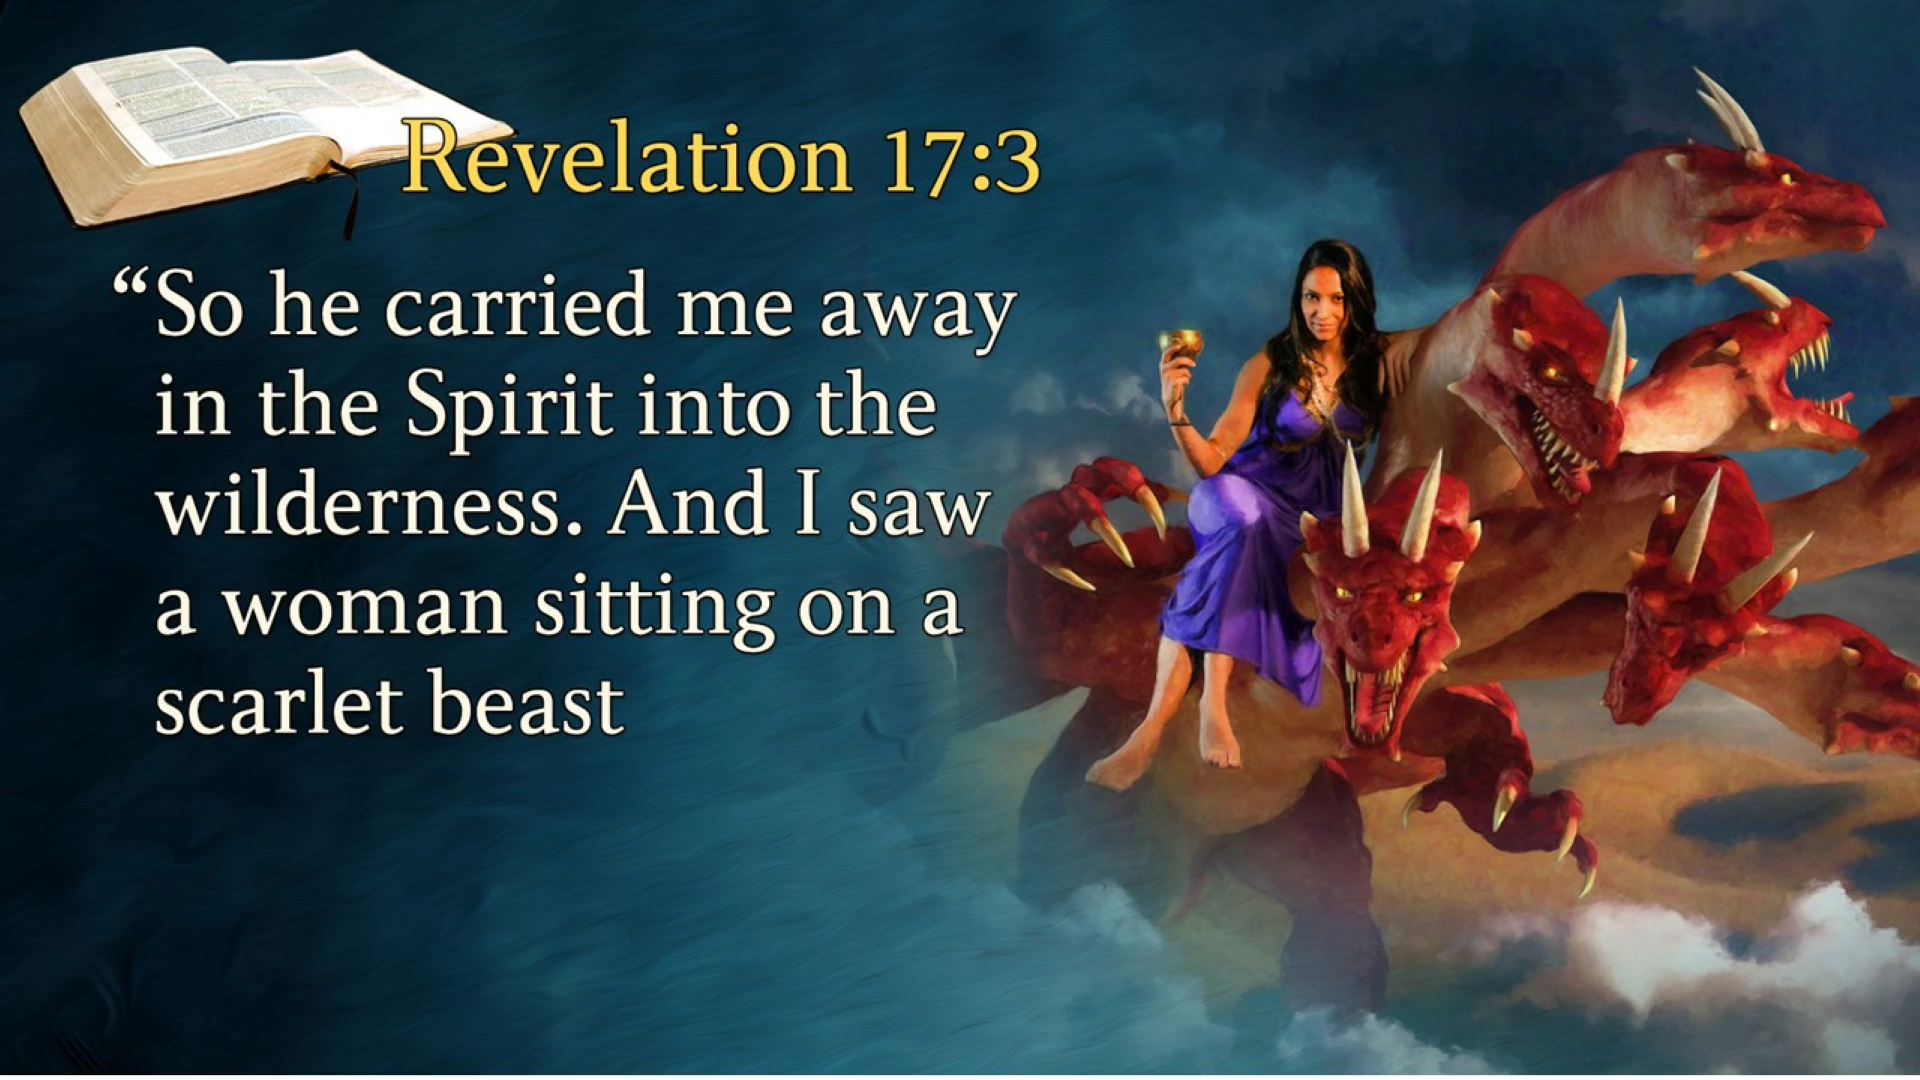 Revelation 17:3
“So he carried me away
in the Spirit into the
wilderness. And I saw
a woman sitting on a
scarlet beast